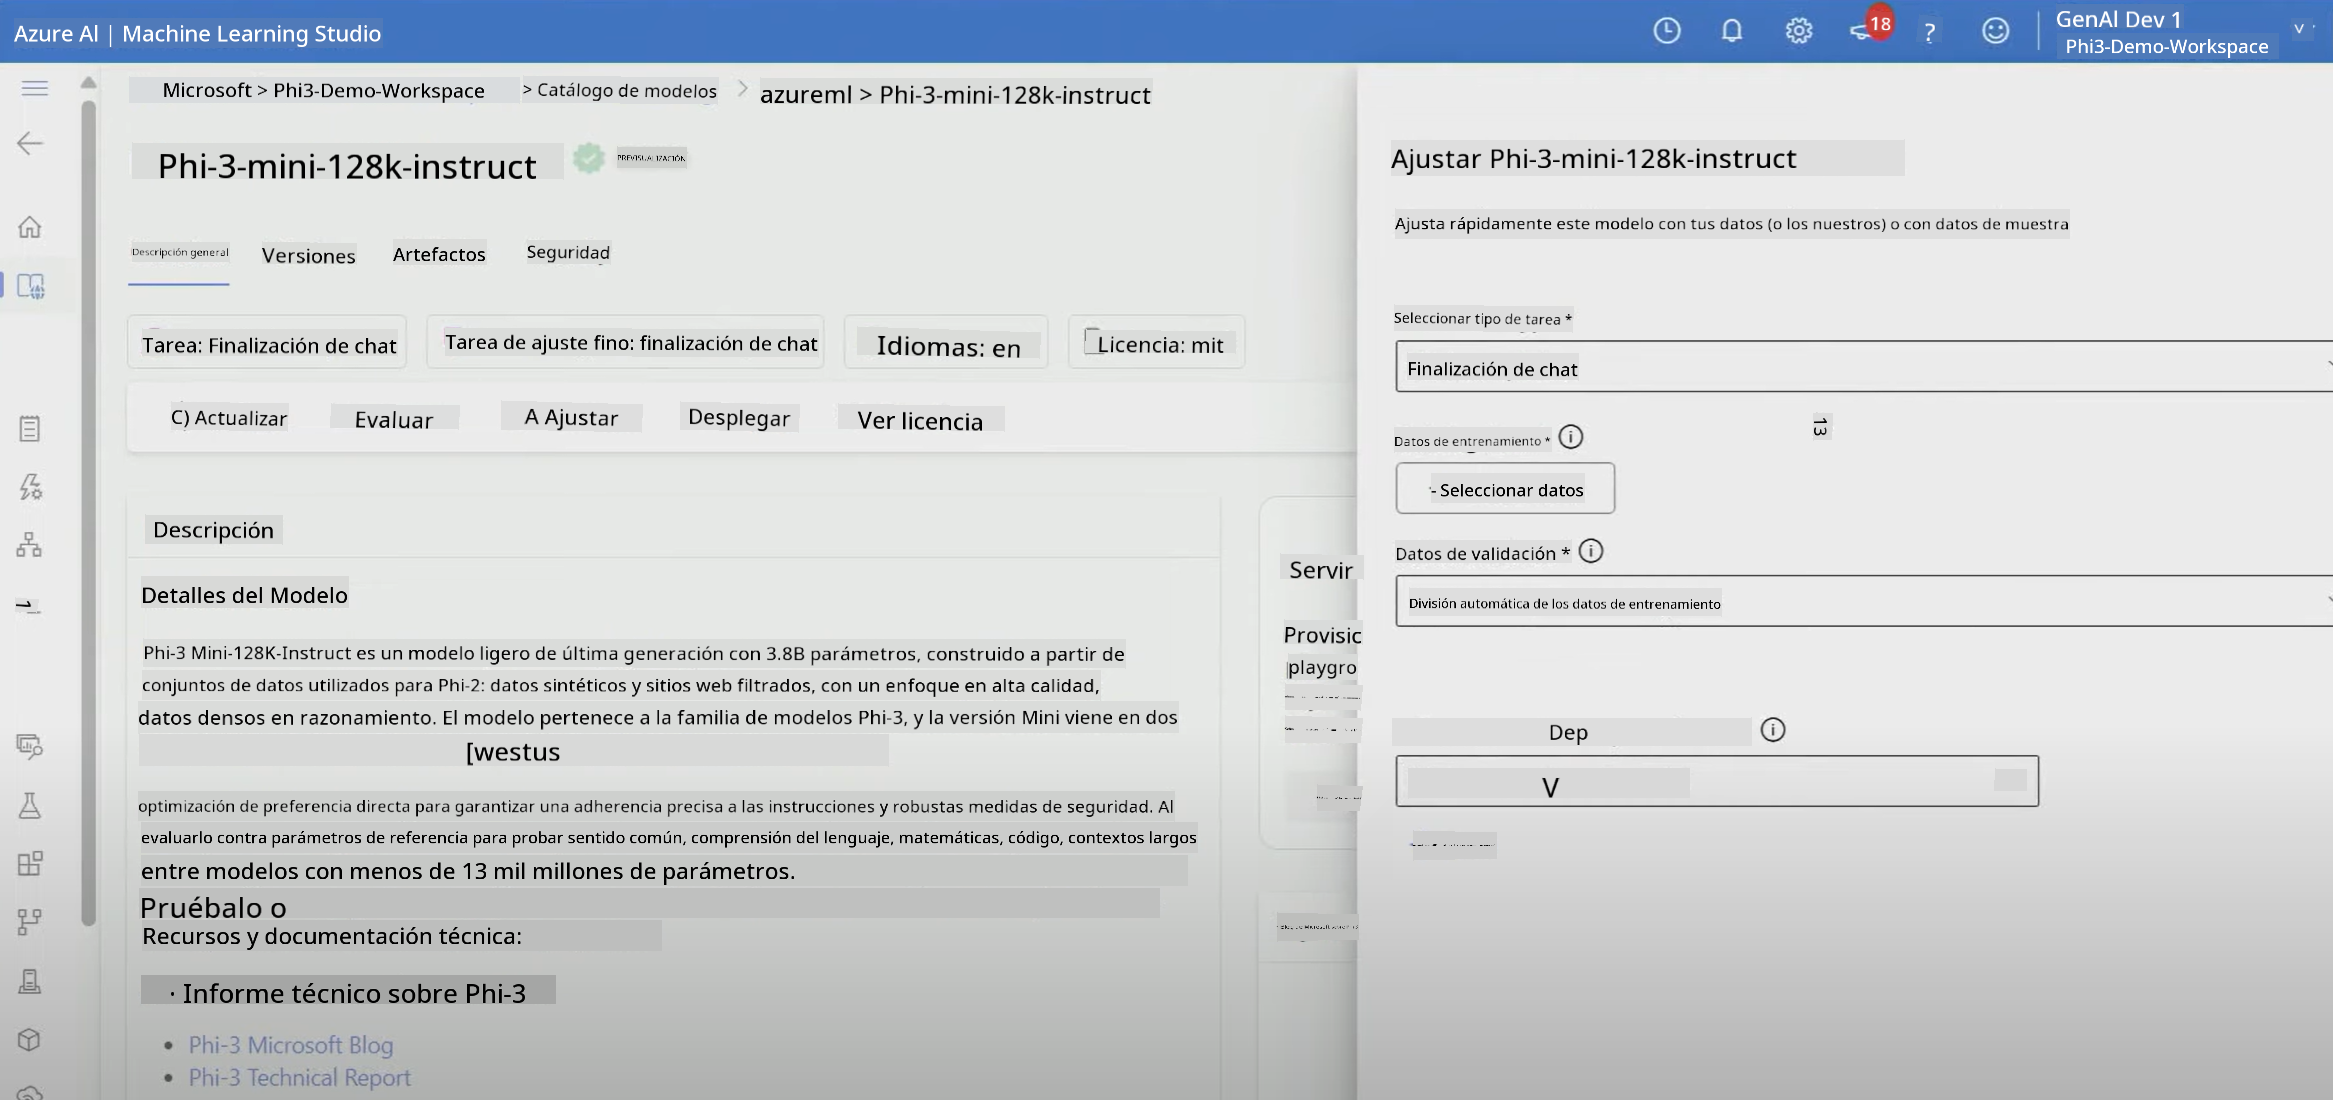 Azure AI | Machine Learning Studio
18
?
GenAI Dev 1
Phi3-Demo-Workspace
Microsoft > Phi3-Demo-Workspace > Catálogo de modelos > azureml > Phi-3-mini-128k-instruct
Phi-3-mini-128k-instruct
PREVISUALIZACIÓN
Descripción general
Versiones
Artefactos
Seguridad
Tarea: Finalización de chat
Tarea de ajuste fino: finalización de chat
Idiomas: en
Licencia: mit
C) Actualizar
Evaluar
A Ajustar
Desplegar
Ver licencia
Descripción
Detalles del Modelo
Phi-3 Mini-128K-Instruct es un modelo ligero de última generación con 3.8B parámetros, construido a partir de
conjuntos de datos utilizados para Phi-2: datos sintéticos y sitios web filtrados, con un enfoque en alta calidad,
datos densos en razonamiento. El modelo pertenece a la familia de modelos Phi-3, y la versión Mini viene en dos
[westus
optimización de preferencia directa para garantizar una adherencia precisa a las instrucciones y robustas medidas de seguridad. Al
evaluarlo contra parámetros de referencia para probar sentido común, comprensión del lenguaje, matemáticas, código, contextos largos
entre modelos con menos de 13 mil millones de parámetros.
Pruébalo o
Recursos y documentación técnica:
· Informe técnico sobre Phi-3
• Phi-3 Microsoft Blog
• Phi-3 Technical Report
Servir
Provisic
playgro
Ajustar Phi-3-mini-128k-instruct
Ajusta rápidamente este modelo con tus datos (o los nuestros) o con datos de muestra
Seleccionar tipo de tarea *
Finalización de chat
13
Datos de entrenamiento *
- Seleccionar datos
Datos de validación *
División automática de los datos de entrenamiento
Dep
V